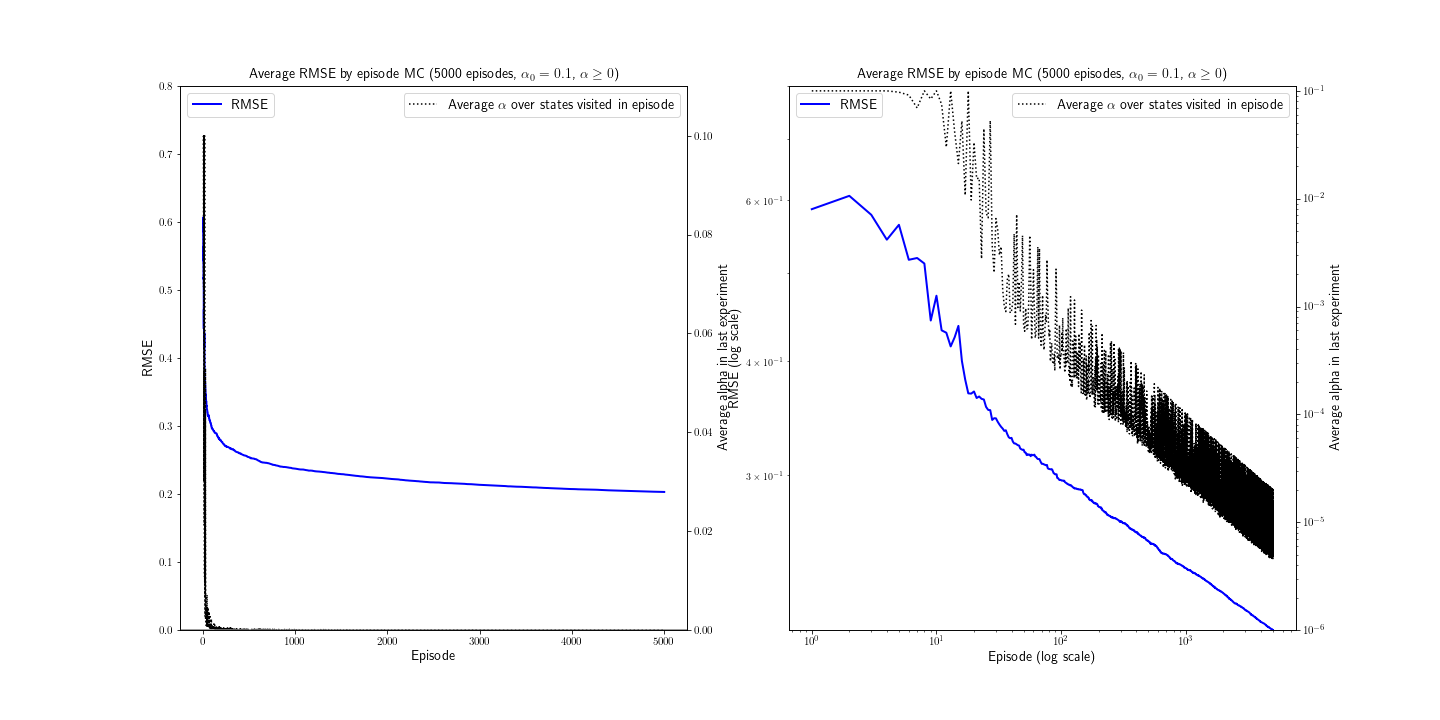 Average RMSE by episode MC (5000 episodes, α₀ = 0.1, α ≥ 0)
RMSE
Average α over states visited in episode
0.8
0.7
0.6
0.5
0.4
0.3
0.2
0.1
0.0
RMSE
0.10
0.08
0.06
0.04
0.02
0.00
Average alpha in last experiment
0
1000
2000
3000
4000
5000
Episode
Average RMSE by episode MC (5000 episodes, α₀ = 0.1, α ≥ 0)
RMSE
Average α over states visited in episode
RMSE (log scale)
6 × 10⁻¹
4 × 10⁻¹
3 × 10⁻¹
10⁻¹
10⁻²
10⁻³
10⁻⁴
10⁻⁵
10⁻⁶
Average alpha in last experiment
10⁰
10¹
10²
10³
Episode (log scale)